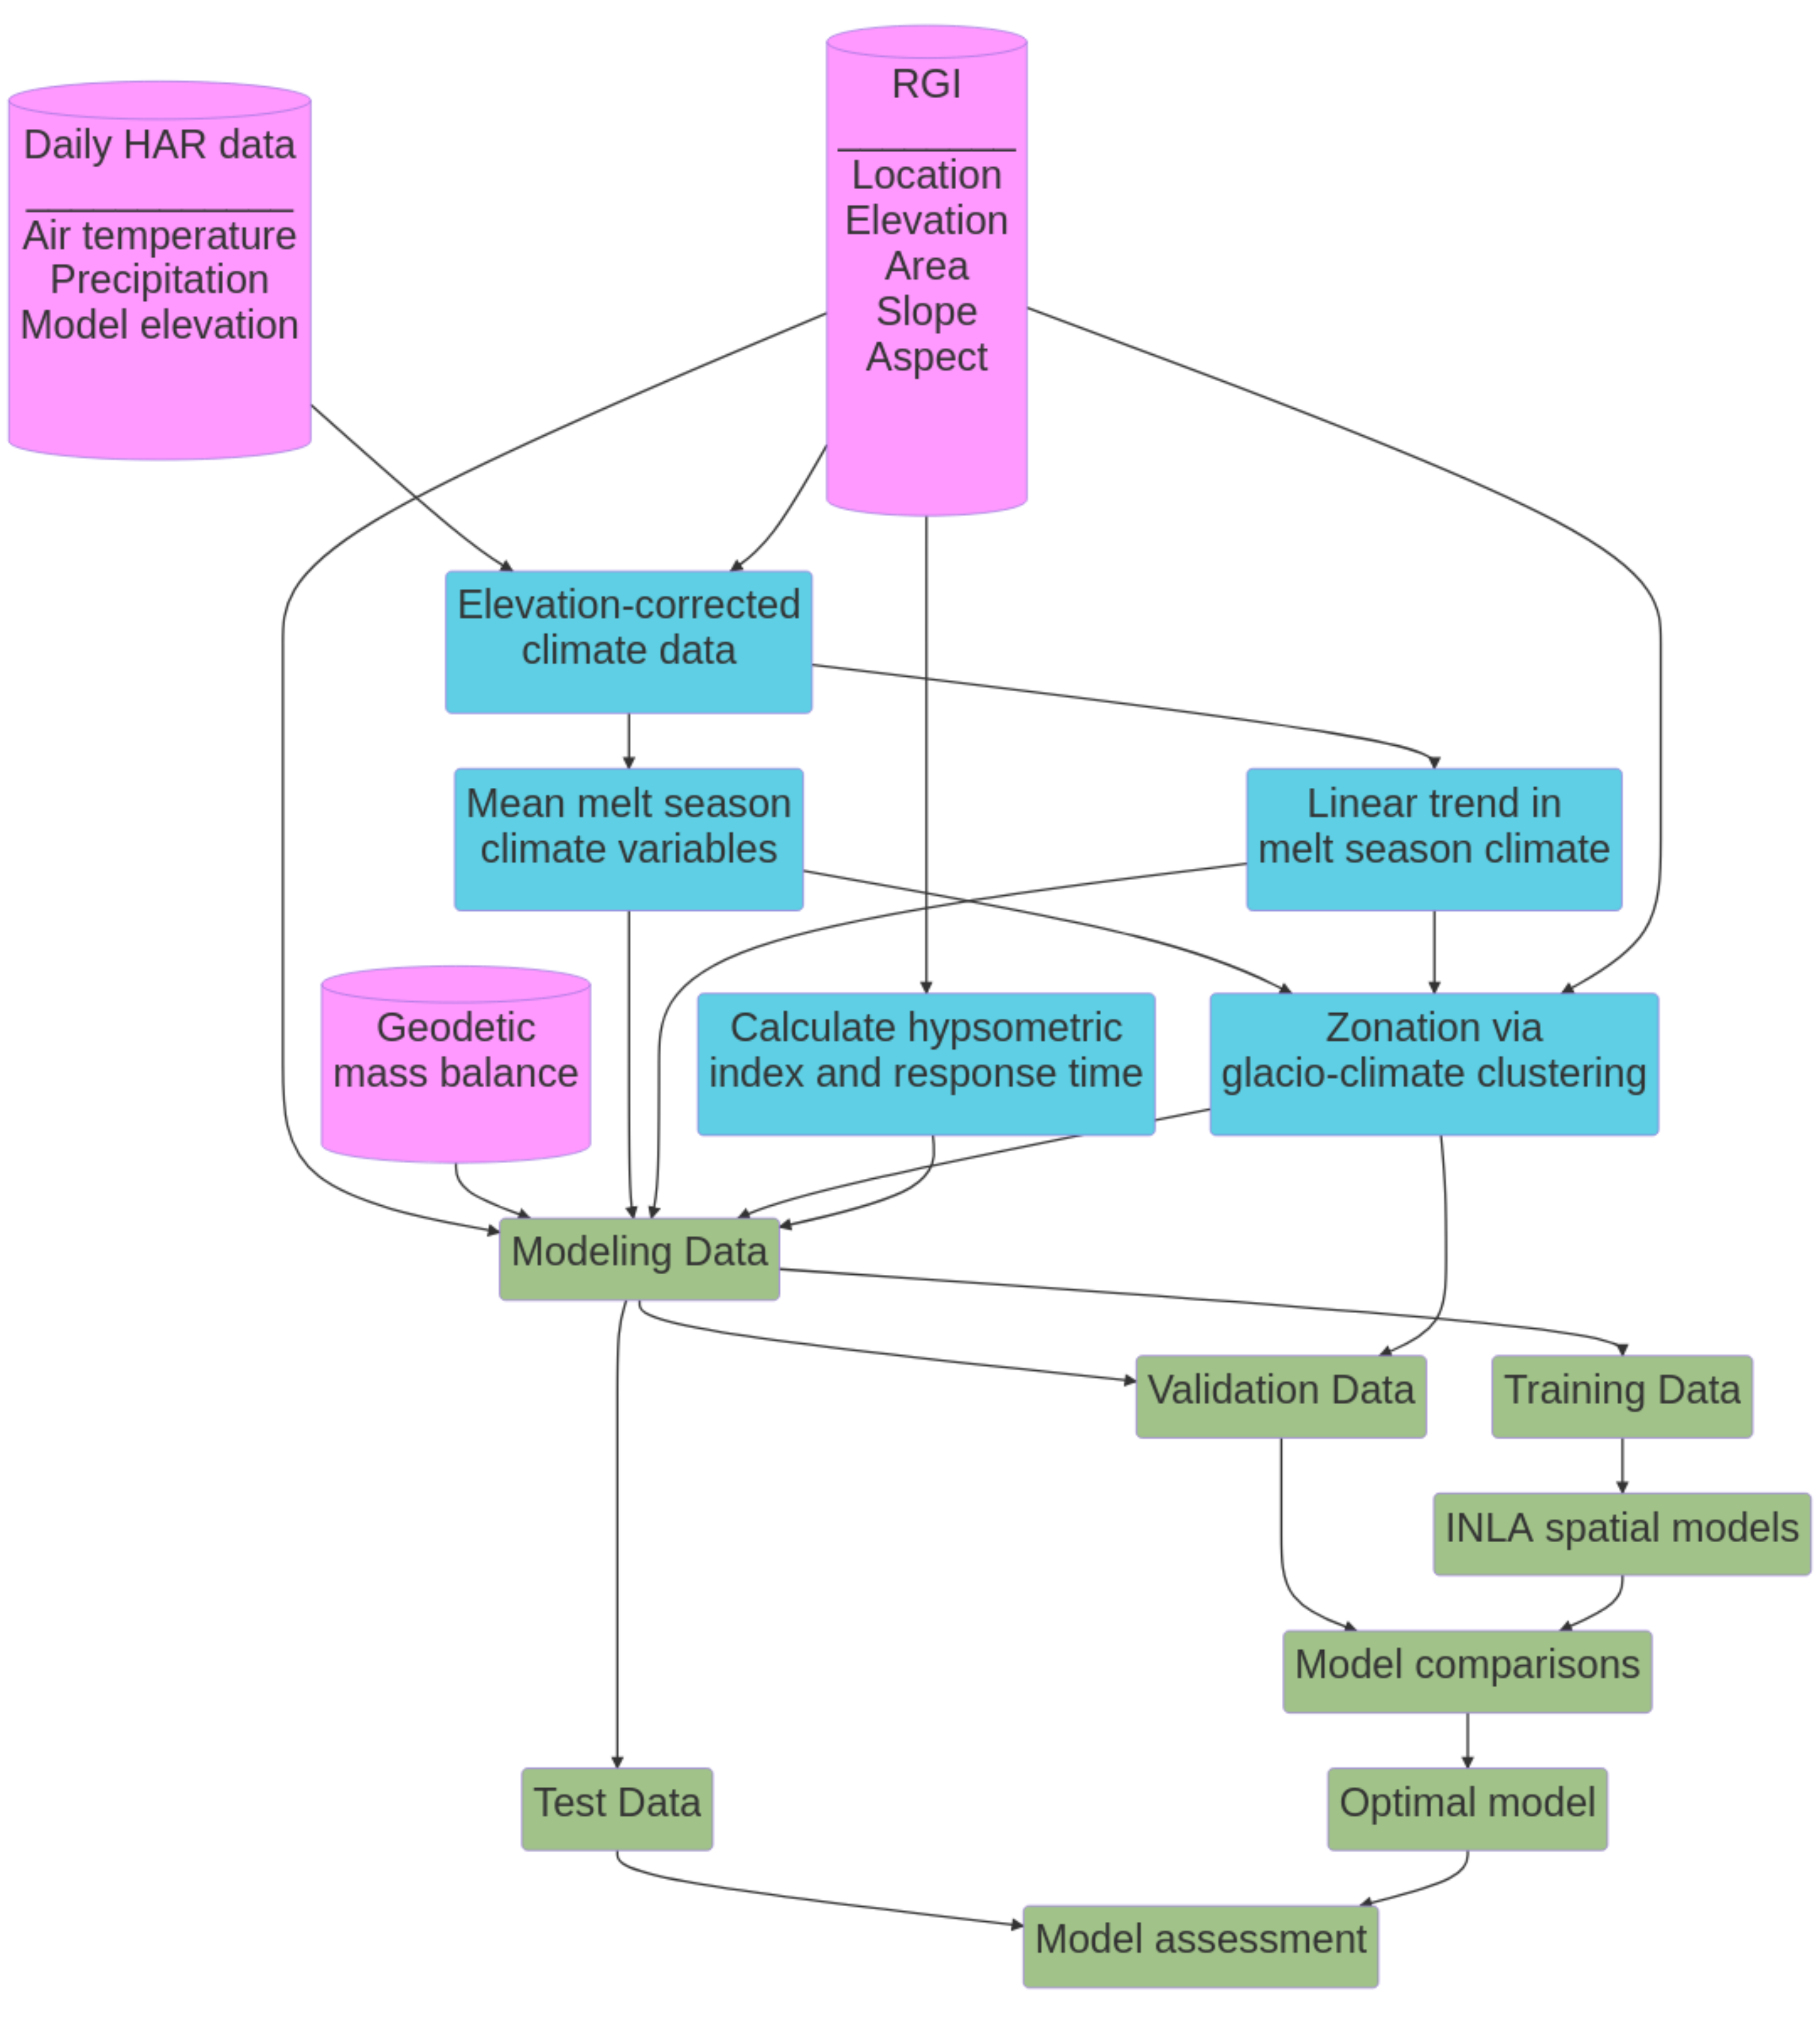 RGI
Location
Elevation
Area
Slope
Aspect
Daily HAR data
Air temperature
Precipitation
Model elevation
Elevation-corrected
climate data
Mean melt season
climate variables
Linear trend in
melt season climate
Geodetic
mass balance
Calculate hypsometric
index and response time
Zonation via
glacio-climate clustering
Modeling Data
Validation Data
Training Data
INLA spatial models
Model comparisons
Test Data
Optimal model
Model assessment